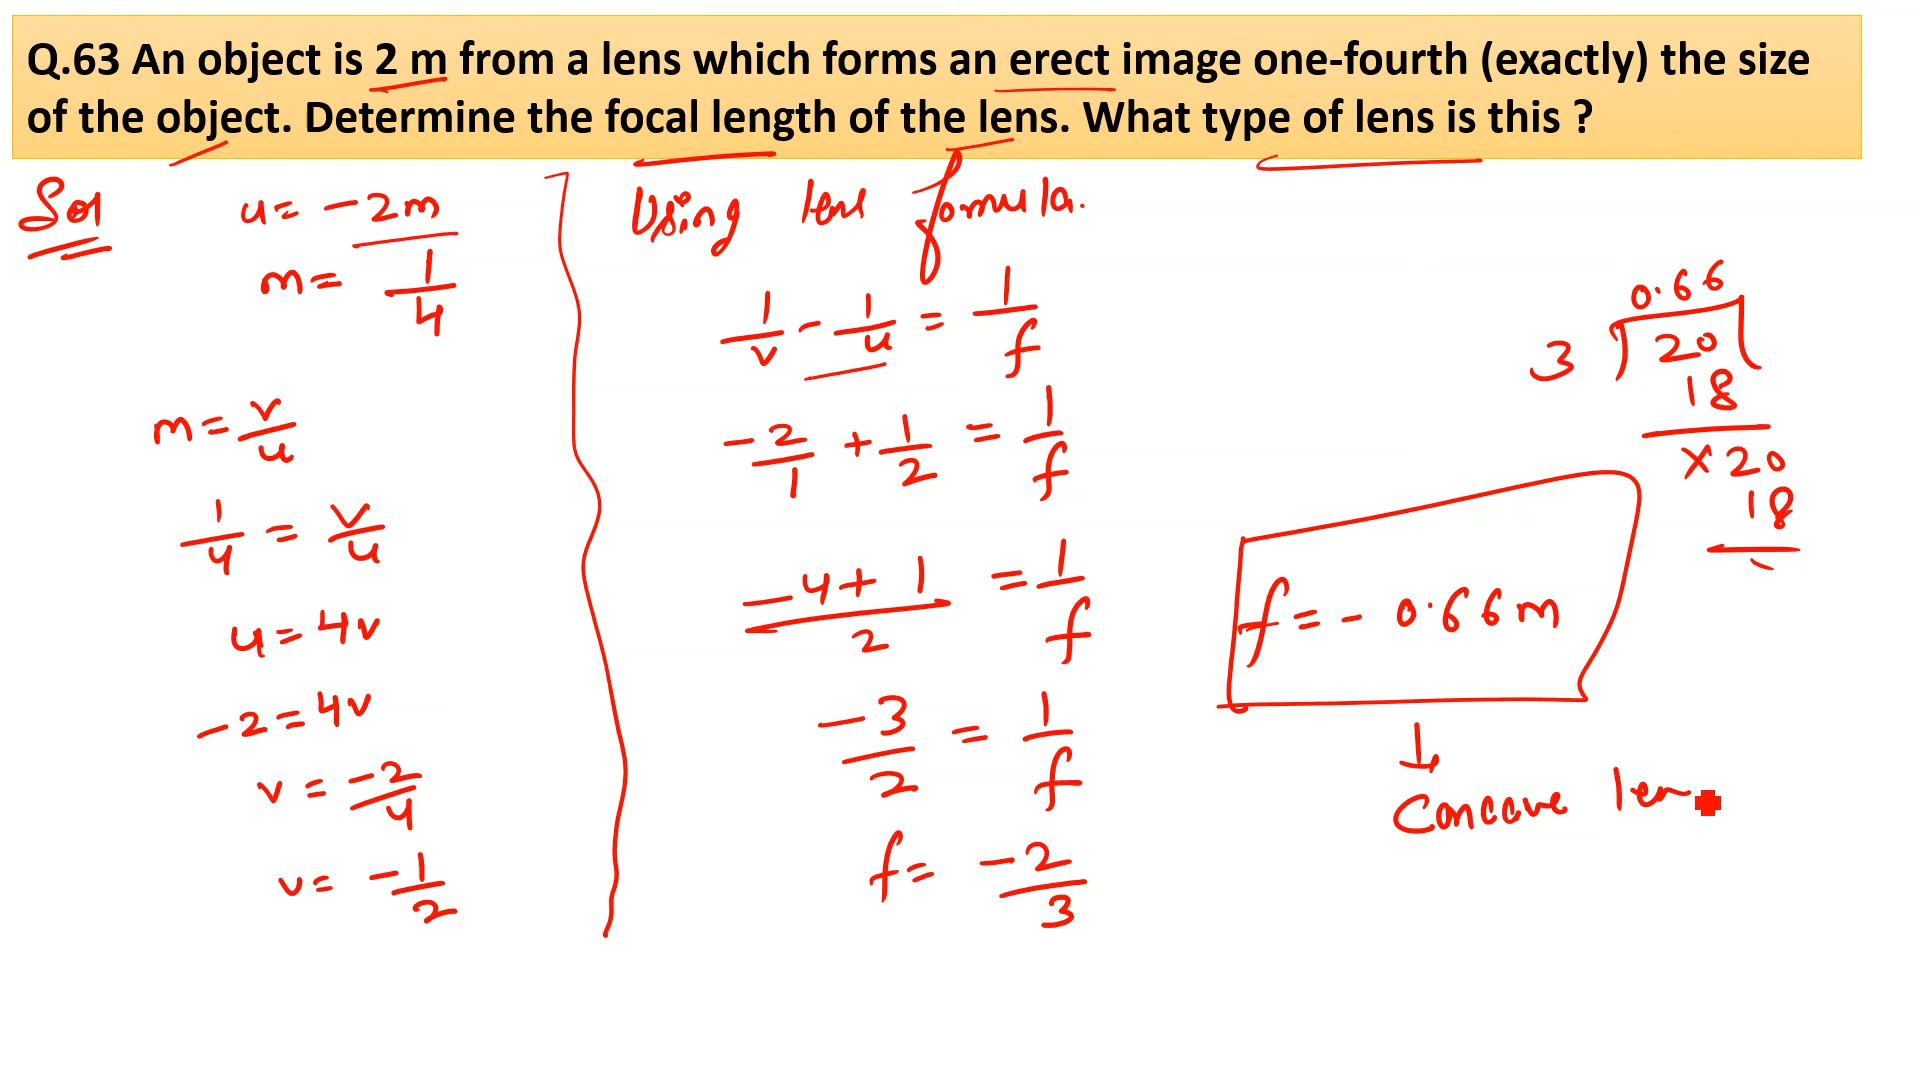 Q.63 An object is 2 m from a lens which forms an erect image one-fourth (exactly) the size
of the object. Determine the focal length of the lens. What type of lens is this ?
Sol
u = -2m
m = 1/4
m = v/u
1/4 = v/u
u = 4v
-2 = 4v
v = -2/4
v = -1/2
Using lens formula.
1/v - 1/u = 1/f
-2/1 + 1/2 = 1/f
-4+1/2 = 1/f
-3/2 = 1/f
f = -2/3
0.66
3 ) 20 (
18
x20
18
f = - 0.66m
↓
Concave len